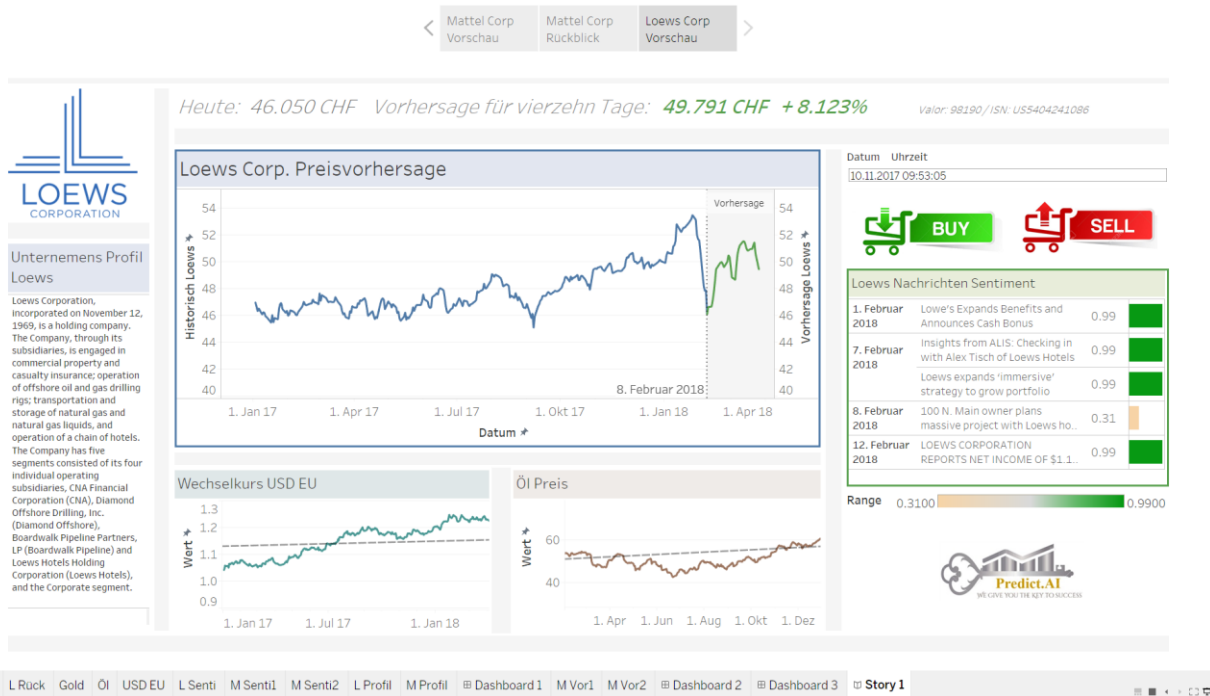 Mattel Corp
Vorschau
Mattel Corp
Rückblick
Loews Corp
Vorschau
LOEWS
CORPORATION
Heute: 46.050 CHF Vorhersage für vierzehn Tage: 49.791 CHF +8.123%
Valor: 98190 / ISN: US5404241086
Unternemens Profil
Loews
Loews Corporation,
incorporated on November 12,
1969, is a holding company.
The Company, through its
subsidiaries, is engaged in
commercial property and
casualty insurance; operation
of offshore oil and gas drilling
rigs; transportation and
storage of natural gas and
natural gas liquids, and
operation of a chain of hotels.
The Company has five
segments consisted of its four
individual operating
subsidiaries, CNA Financial
Corporation (CNA), Diamond
Offshore Drilling, Inc.
(Diamond Offshore),
Boardwalk Pipeline Partners,
LP (Boardwalk Pipeline) and
Loews Hotels Holding
Corporation (Loews Hotels),
and the Corporate segment.
Loews Corp. Preisvorhersage
Historisch Loews
54
52
50
48
46
44
42
40
Vorhersage
8. Februar 2018
54
52
50
48
46
44
42
40
Vorhersage Loews
1. Jan 17 1. Apr 17 1. Jul 17 1. Okt 17 1. Jan 18 1. Apr 18
Datum
Wechselkurs USD EU
Wert
1.3
1.2
1.1
1.0
0.9
1. Jan 17 1. Jul 17 1. Jan 18
Öl Preis
Wert
60
40
1. Apr 1. Jun 1. Aug 1. Okt 1. Dez
Datum Uhrzeit
10.11.2017 09:53:05
BUY
SELL
Loews Nachrichten Sentiment
1. Februar 2018
Lowe's Expands Benefits and
Announces Cash Bonus
0.99
7. Februar 2018
Insights from ALIS: Checking in
with Alex Tisch of Loews Hotels
0.99
Loews expands 'immersive'
strategy to grow portfolio
0.99
8. Februar 2018
100 N. Main owner plans
massive project with Loews ho..
0.31
12. Februar 2018
LOEWS CORPORATION
REPORTS NET INCOME OF $1.1..
0.99
Range 0.3100 0.9900
Predict.AI
WE GIVE YOU THE KEY TO SUCCESS
L Rück Gold Öl USD EU L Senti M Senti1 M Senti2 L Profil M Profil Dashboard 1 M Vor1 M Vor2 Dashboard 2 Dashboard 3 Story 1